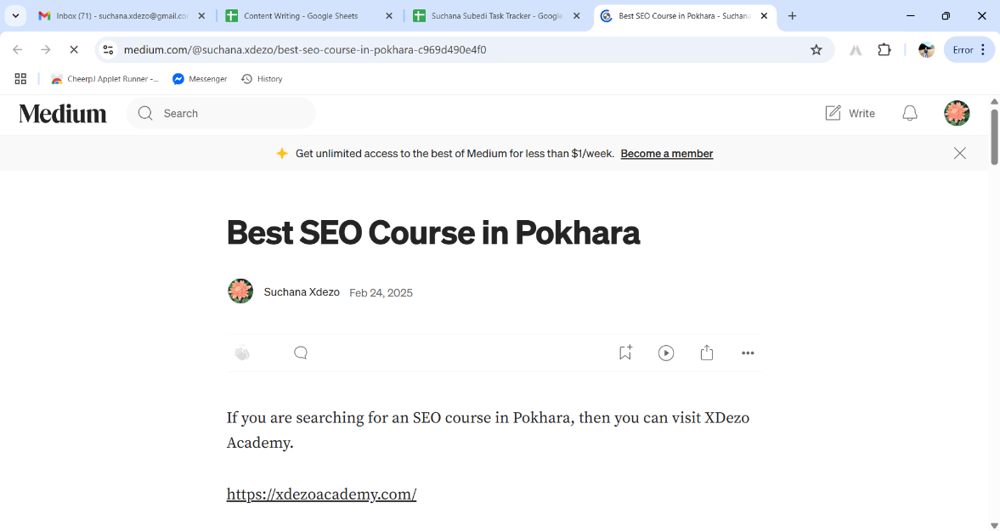 Inbox (71) - suchana.xdezo@gmail.co
Content Writing - Google Sheets
Suchana Subedi Task Tracker - Google
Best SEO Course in Pokhara - Suchana
medium.com/@suchana.xdezo/best-seo-course-in-pokhara-c969d490e4f0
Error
CheerpJ Applet Runner -...
Messenger
History
Medium
Search
Write
Get unlimited access to the best of Medium for less than $1/week. Become a member
Best SEO Course in Pokhara
Suchana Xdezo
Feb 24, 2025
If you are searching for an SEO course in Pokhara, then you can visit XDezo
Academy.
https://xdezoacademy.com/